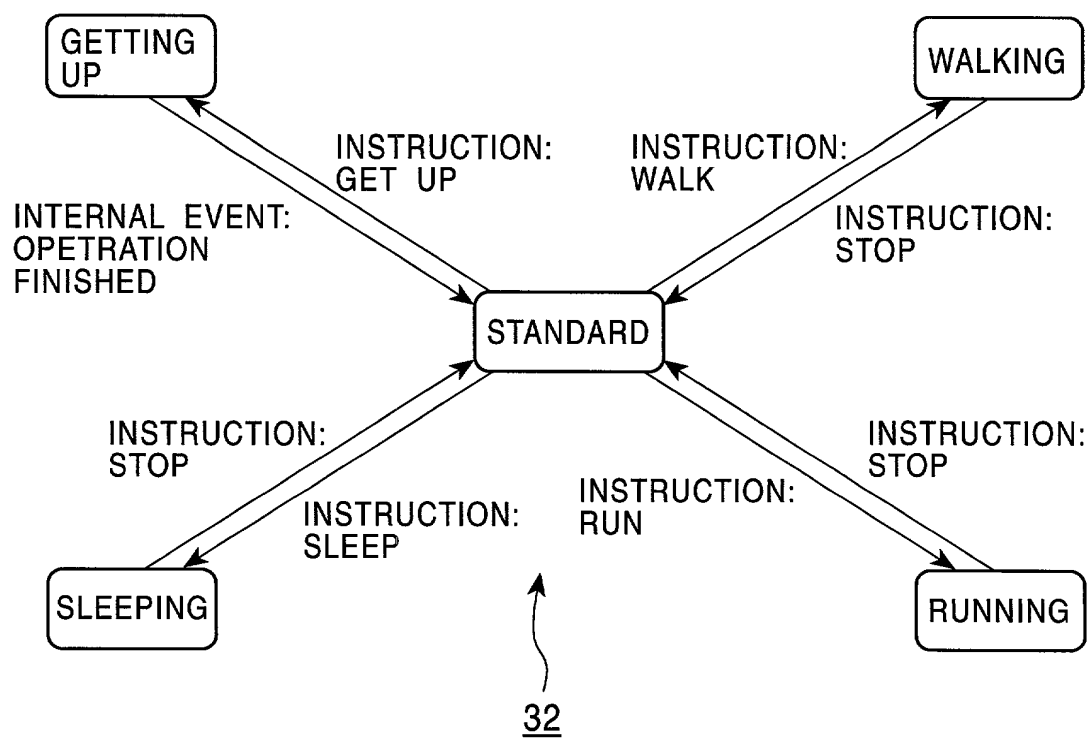 GETTING
UP
WALKING
INSTRUCTION:
GET UP
INSTRUCTION:
WALK
INTERNAL EVENT:
OPETRATION
FINISHED
INSTRUCTION:
STOP
STANDARD
INSTRUCTION:
STOP
INSTRUCTION:
STOP
INSTRUCTION:
SLEEP
INSTRUCTION:
RUN
SLEEPING
RUNNING
32